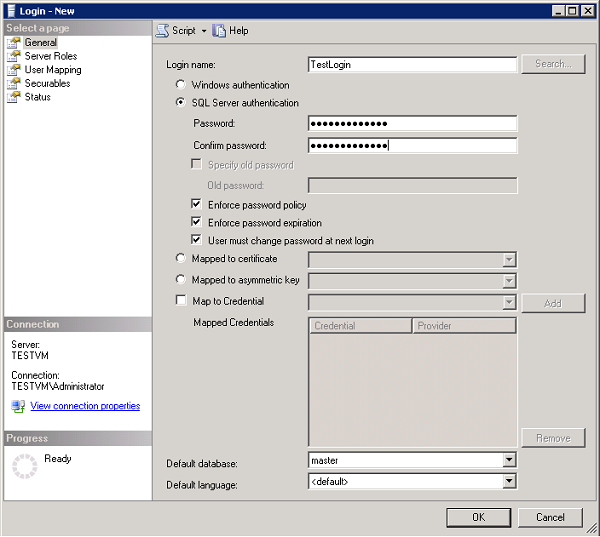 Login - New
Select a page
General
Server Roles
User Mapping
Securables
Status
Script
Help
Login name:
TestLogin
Search...
Windows authentication
SQL Server authentication
Password:
●●●●●●●●●●●●●
Confirm password:
●●●●●●●●●●●●●
Specify old password
Old password:
Enforce password policy
Enforce password expiration
User must change password at next login
Mapped to certificate
Mapped to asymmetric key
Map to Credential
Add
Mapped Credentials
Credential Provider
Remove
Default database:
master
Default language:
<default>
Connection
Server:
TESTVM
Connection:
TESTVM\Administrator
View connection properties
Progress
Ready
OK
Cancel